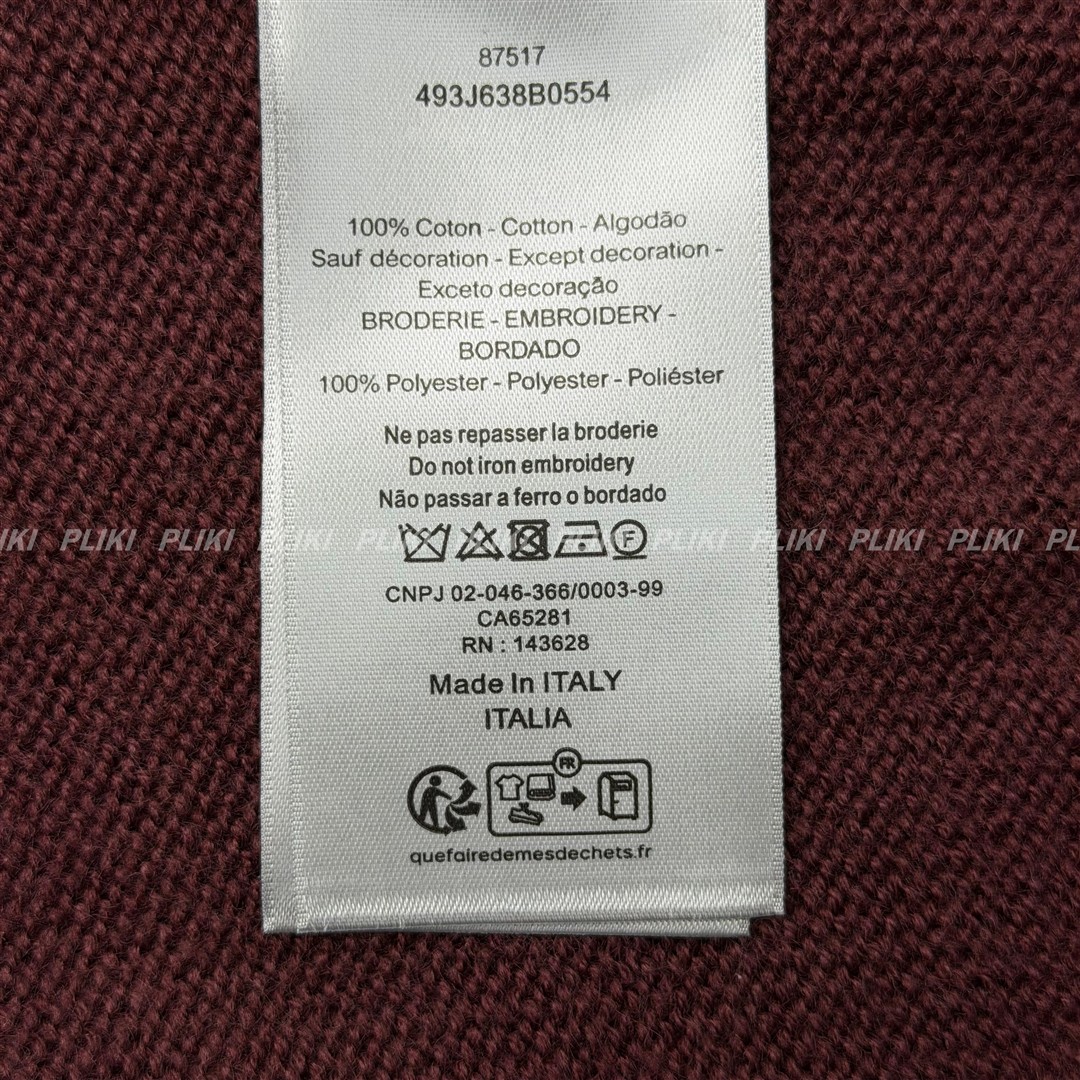 87517
493J638B0554
100% Coton - Cotton - Algodão
Sauf décoration - Except decoration -
Exceto decoração
BRODERIE - EMBROIDERY -
BORDADO
100% Polyester - Polyester - Poliéster
Ne pas repasser la broderie
Do not iron embroidery
Não passar a ferro o bordado
F
IKI PLIKI PLIKI PLIKI PLIKI PLIKI PLIKI PLIKI PL
CNPJ 02-046-366/0003-99
CA65281
RN : 143628
Made In ITALY
ITALIA
FR
quefairedemesdechets.fr